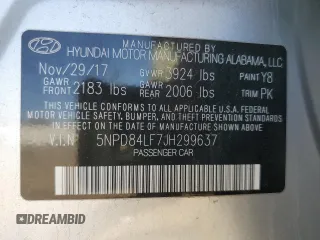 MANUFACTURED BY
HYUNDAI MOTOR MANUFACTURING ALABAMA, LLC
Nov/29/17 GVWR 3924 lbs PAINT Y8
GAWR FRONT 2183 lbs GAWR REAR 2006 lbs TRIM PK
THIS VEHICLE CONFORMS TO ALL APPLICABLE FEDERAL MOTOR VEHICLE SAFETY, BUMPER, AND THEFT PREVENTION STANDARDS IN EFFECT ON THE DATE OF MANUFACTURE SHOWN ABOVE.
V.I.N 5NPD84LF7JH299637
PASSENGER CAR
DREAMBID